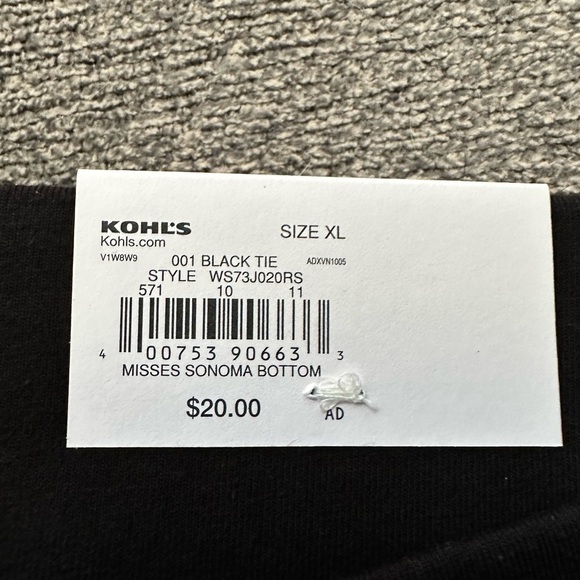 KOHL'S
SIZE XL
Kohls.com
V1W8W9 001 BLACK TIE ADXVN1005
STYLE WS73J020RS
571 10 11
4 00753 90663 3
MISSES SONOMA BOTTOM
$20.00
AD